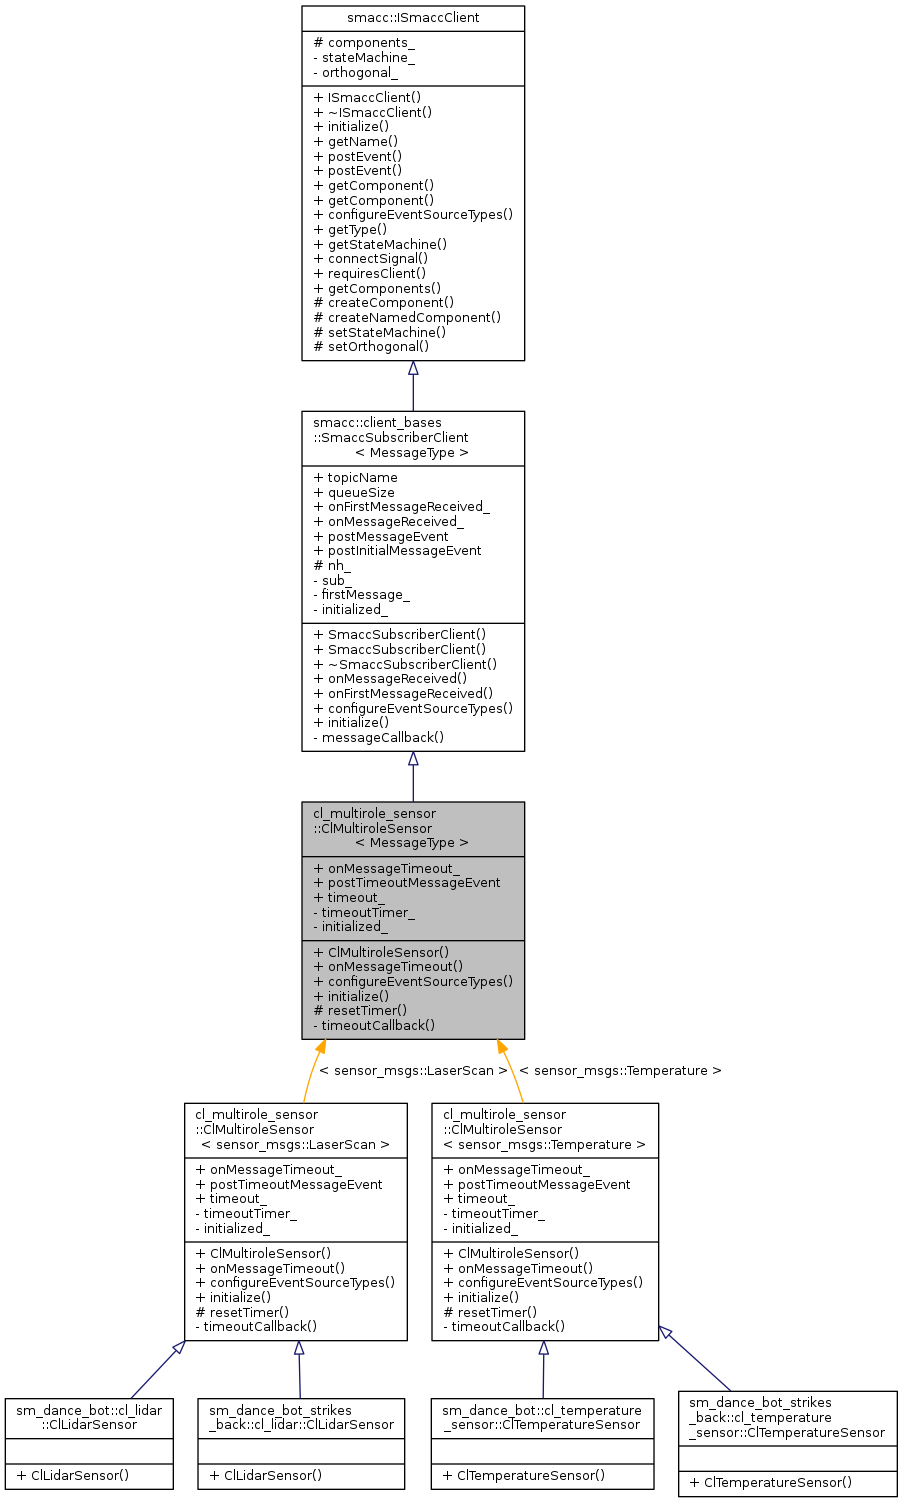 smacc::ISmaccClient
# components_
- stateMachine_
- orthogonal_
+ ISmaccClient()
+ ~ISmaccClient()
+ initialize()
+ getName()
+ postEvent()
+ postEvent()
+ getComponent()
+ getComponent()
+ configureEventSourceTypes()
+ getType()
+ getStateMachine()
+ connectSignal()
+ requiresClient()
+ getComponents()
# createComponent()
# createNamedComponent()
# setStateMachine()
# setOrthogonal()
smacc::client_bases
::SmaccSubscriberClient
< MessageType >
+ topicName
+ queueSize
+ onFirstMessageReceived_
+ onMessageReceived_
+ postMessageEvent
+ postInitialMessageEvent
# nh_
- sub_
- firstMessage_
- initialized_
+ SmaccSubscriberClient()
+ SmaccSubscriberClient()
+ ~SmaccSubscriberClient()
+ onMessageReceived()
+ onFirstMessageReceived()
+ configureEventSourceTypes()
+ initialize()
- messageCallback()
cl_multirole_sensor
::ClMultiroleSensor
< MessageType >
+ onMessageTimeout_
+ postTimeoutMessageEvent
+ timeout_
- timeoutTimer_
- initialized_
+ ClMultiroleSensor()
+ onMessageTimeout()
+ configureEventSourceTypes()
+ initialize()
# resetTimer()
- timeoutCallback()
< sensor_msgs::LaserScan >
< sensor_msgs::Temperature >
cl_multirole_sensor
::ClMultiroleSensor
< sensor_msgs::LaserScan >
+ onMessageTimeout_
+ postTimeoutMessageEvent
+ timeout_
- timeoutTimer_
- initialized_
+ ClMultiroleSensor()
+ onMessageTimeout()
+ configureEventSourceTypes()
+ initialize()
# resetTimer()
- timeoutCallback()
cl_multirole_sensor
::ClMultiroleSensor
< sensor_msgs::Temperature >
+ onMessageTimeout_
+ postTimeoutMessageEvent
+ timeout_
- timeoutTimer_
- initialized_
+ ClMultiroleSensor()
+ onMessageTimeout()
+ configureEventSourceTypes()
+ initialize()
# resetTimer()
- timeoutCallback()
sm_dance_bot::cl_lidar
::ClLidarSensor
+ ClLidarSensor()
sm_dance_bot_strikes
_back::cl_lidar::ClLidarSensor
+ ClLidarSensor()
sm_dance_bot::cl_temperature
_sensor::ClTemperatureSensor
+ ClTemperatureSensor()
sm_dance_bot_strikes
_back::cl_temperature
_sensor::ClTemperatureSensor
+ ClTemperatureSensor()